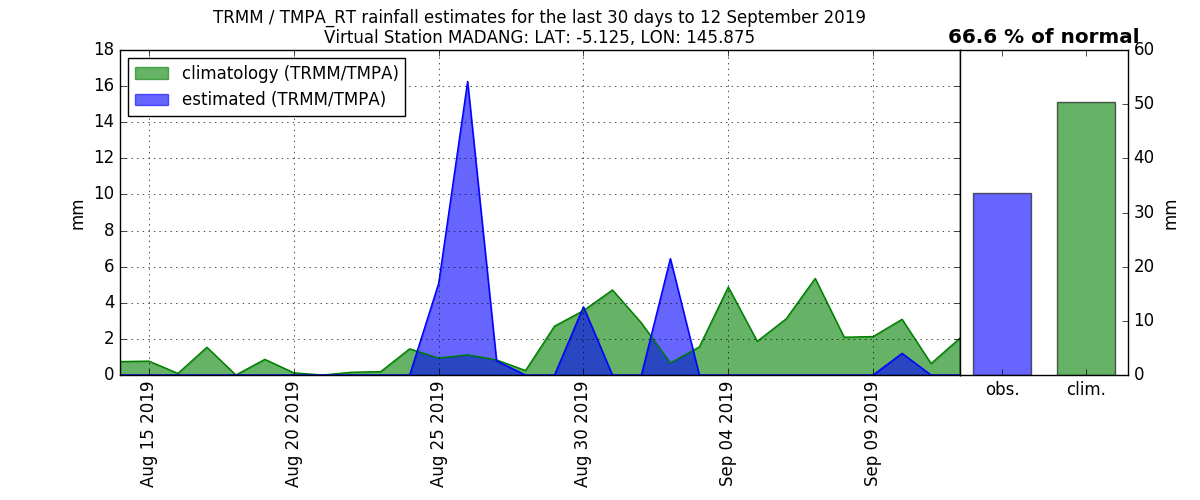 TRMM / TMPA_RT rainfall estimates for the last 30 days to 12 September 2019
Virtual Station MADANG: LAT: -5.125, LON: 145.875
66.6 % of normal
climatology (TRMM/TMPA)
estimated (TRMM/TMPA)
18
16
14
12
10
8
6
4
2
0
mm
Aug 15 2019
Aug 20 2019
Aug 25 2019
Aug 30 2019
Sep 04 2019
Sep 09 2019
60
50
40
30
20
10
0
mm
obs.
clim.